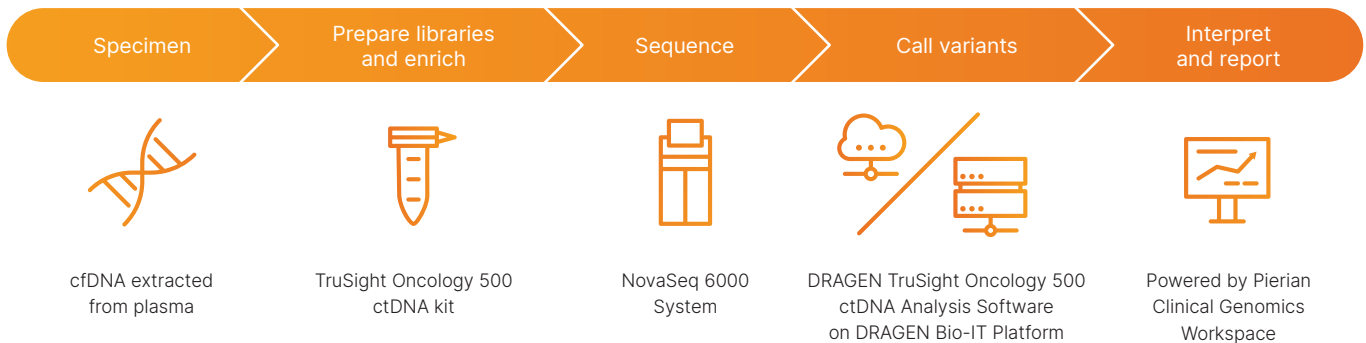 Specimen
Prepare libraries
and enrich
Sequence
Call variants
Interpret
and report
cfDNA extracted
from plasma
TruSight Oncology 500
ctDNA kit
NovaSeq 6000
System
DRAGEN TruSight Oncology 500
ctDNA Analysis Software
on DRAGEN Bio-IT Platform
Powered by Pierian
Clinical Genomics
Workspace